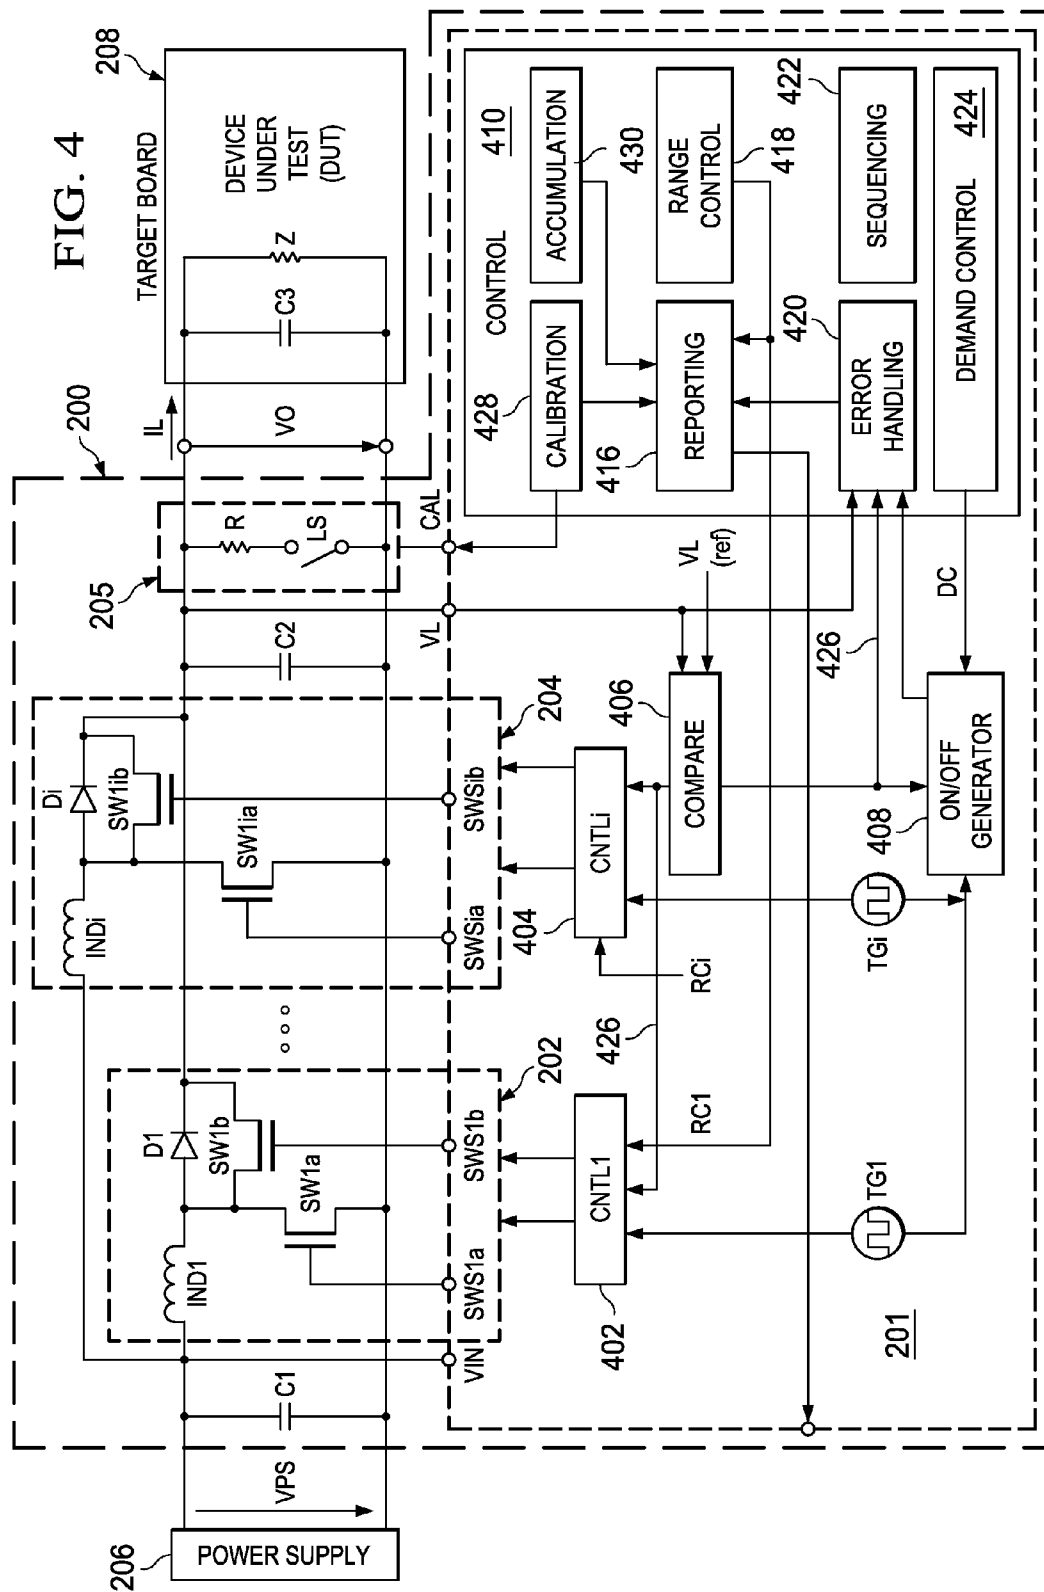 FIG. 4
TARGET BOARD
208
DEVICE
UNDER
TEST
(DUT)
Z
C3
IL
VO
200
205
R
LS
CAL
VL
C2
Di
SW1ib
SW1ia
INDi
204
SWSib
SWSia
D1
SW1b
SW1a
IND1
202
SWS1b
SWS1a
VIN
C1
VPS
206
POWER SUPPLY
CONTROL
410
ACCUMULATION
430
CALIBRATION
428
RANGE
CONTROL
418
REPORTING
416
SEQUENCING
422
ERROR
HANDLING
420
DEMAND CONTROL
424
VL
(ref)
DC
426
COMPARE
406
CNTLi
404
RCi
426
ON/OFF
GENERATOR
408
TGi
CNTL1
402
RC1
TG1
201